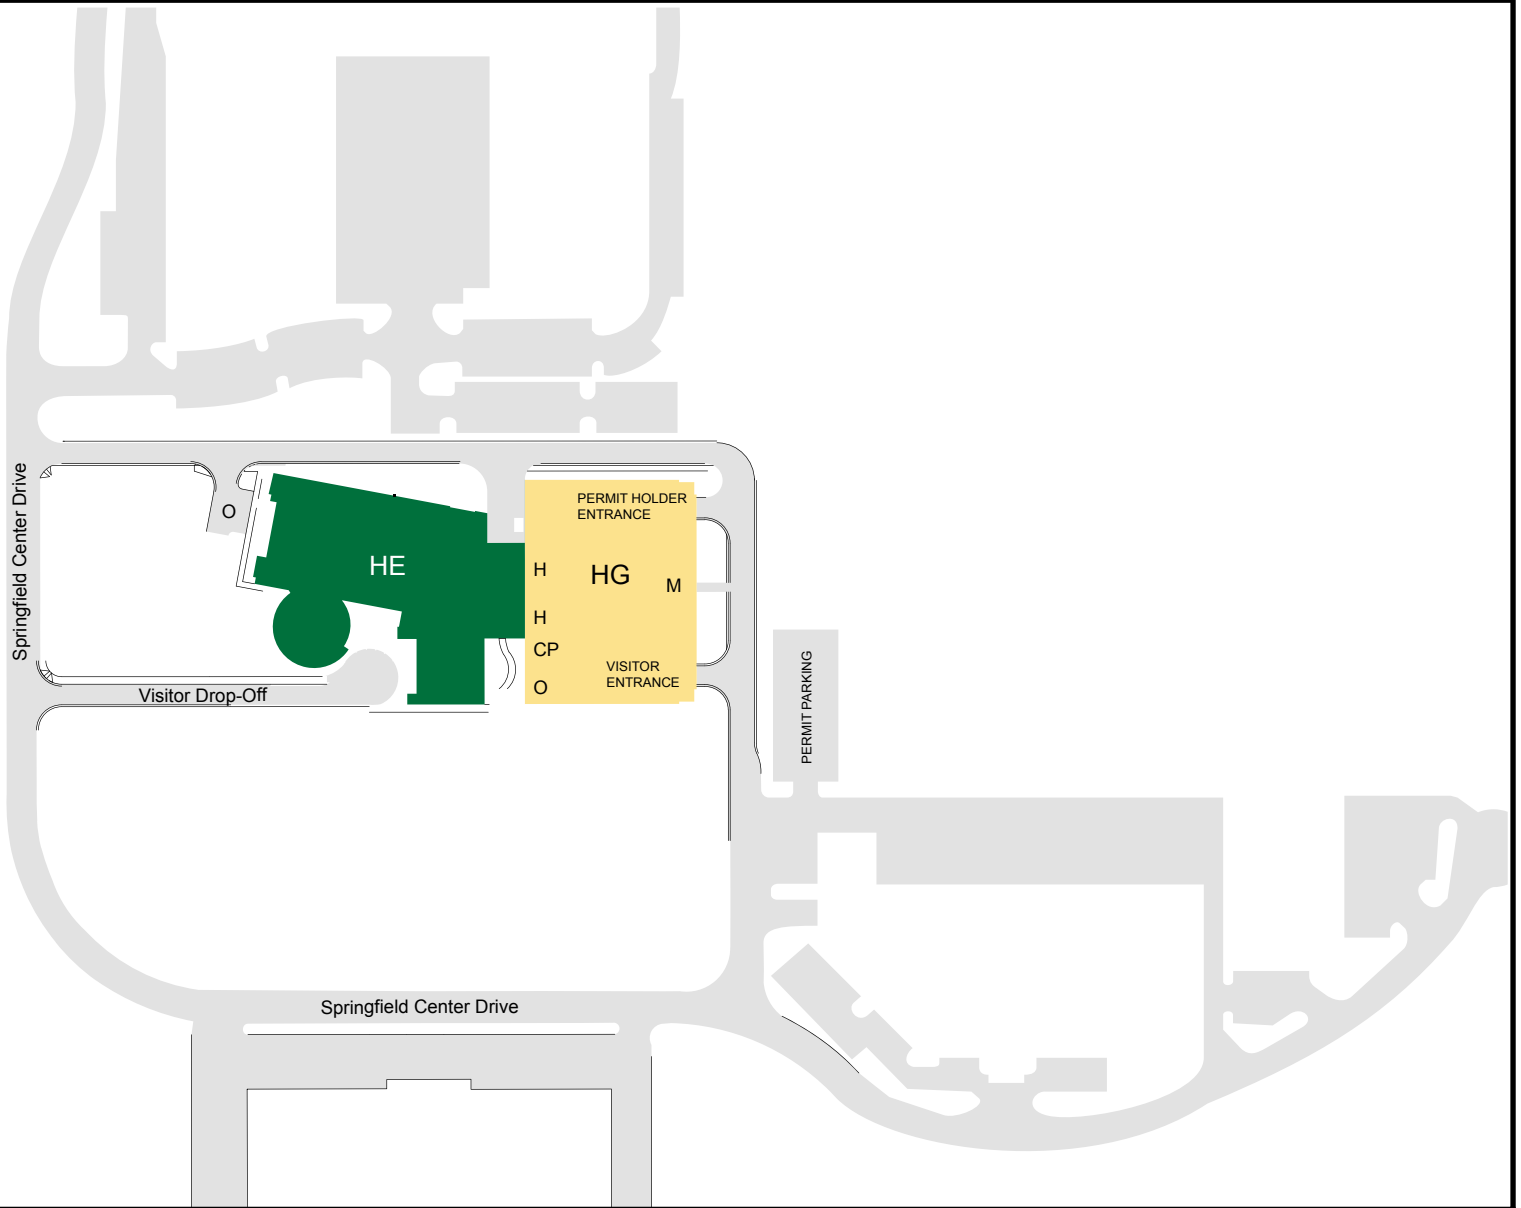 Springfield Center Drive
O
HE
PERMIT HOLDER
ENTRANCE
H
HG
M
H
CP
VISITOR
ENTRANCE
O
Visitor Drop-Off
PERMIT PARKING
Springfield Center Drive